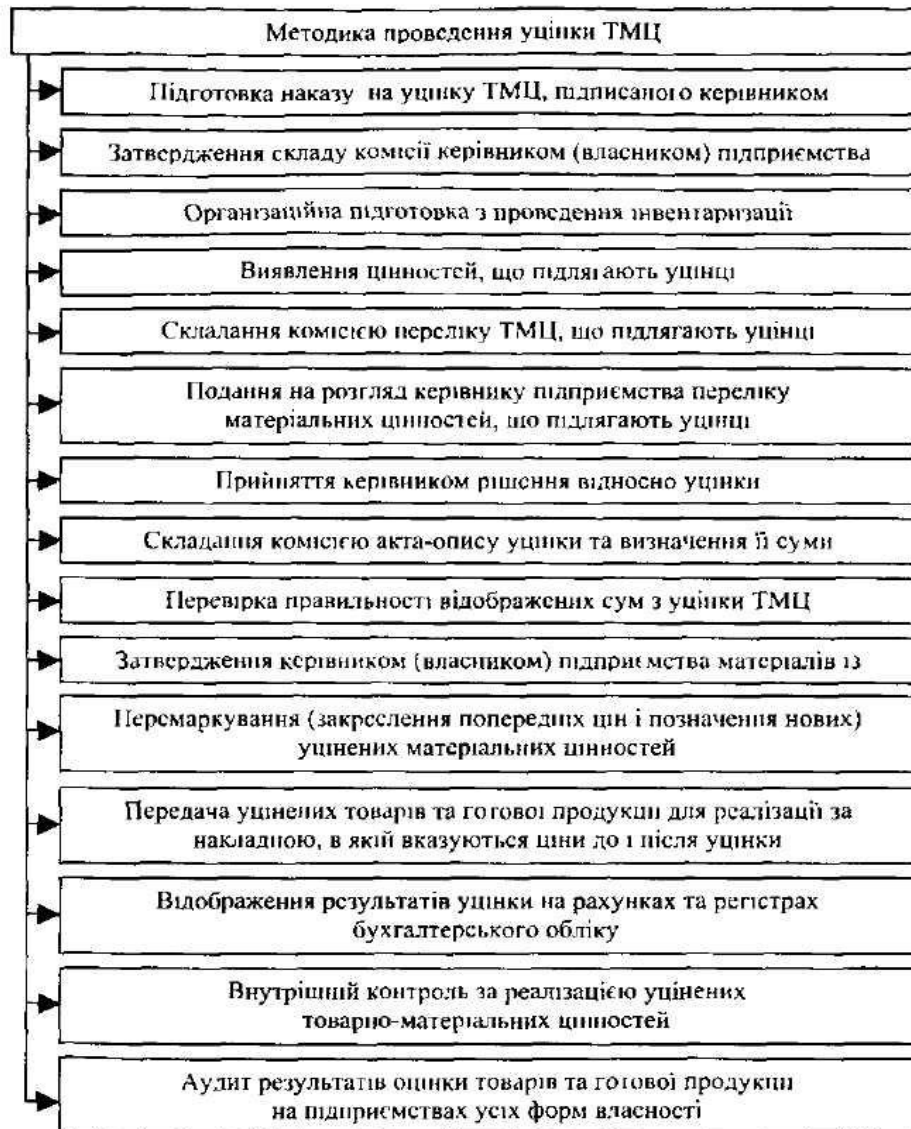 Методика проведення уцінки ТМЦ
Підготовка наказу на уцінку ТМЦ, підписаного керівником
Затвердження складу комісії керівником (власником) підприємства
Організаційна підготовка з проведення інвентаризації
Виявлення цінностей, що підлягають уцінці
Складання комісією переліку ТМЦ, що підлягають уцінці
Подання на розгляд керівнику підприємства переліку
матеріальних цінностей, що підлягають уцінці
Прийняття керівником рішення відносно уцінки
Складання комісією акта-опису уцінки та визначення її суми
Перевірка правильності відображених сум з уцінки ТМЦ
Затвердження керівником (власником) підприємства матеріалів із
Перемаркування (закреслення попередніх цін і позначення нових)
уцінених матеріальних цінностей
Передача уцінених товарів та готової продукції для реалізації за
накладною, в якій вказуються ціни до і після уцінки
Відображення результатів уцінки на рахунках та регістрах
бухгалтерського обліку
Внутрішній контроль за реалізацією уцінених
товарно-матеріальних цінностей
Аудит результатів оцінки товарів та готової продукції
на підприємствах усіх форм власності